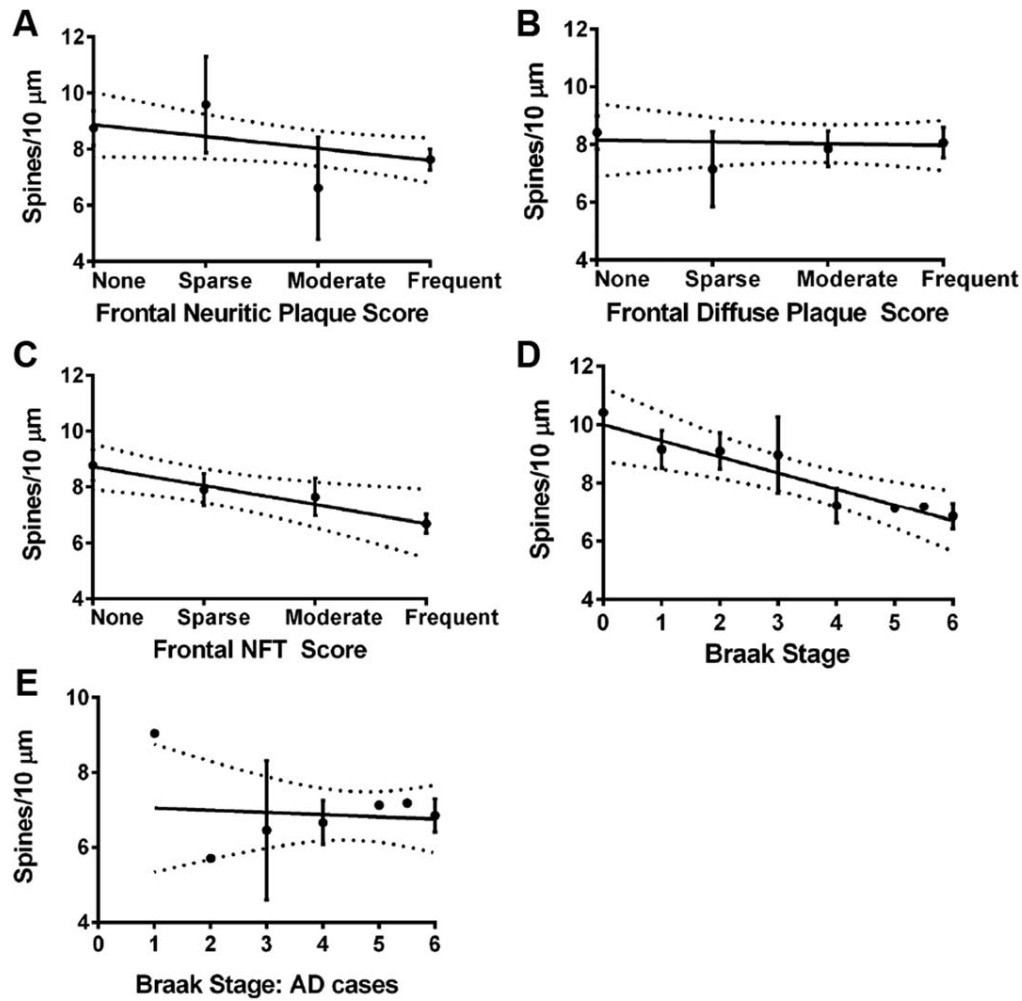 A
Spines/10 μm
12
10
8
6
4
None Sparse Moderate Frequent
Frontal Neuritic Plaque Score
B
Spines/10 μm
12
10
8
6
4
None Sparse Moderate Frequent
Frontal Diffuse Plaque Score
C
Spines/10 μm
12
10
8
6
4
None Sparse Moderate Frequent
Frontal NFT Score
D
Spines/10 μm
12
10
8
6
4
0 1 2 3 4 5 6
Braak Stage
E
Spines/10 μm
10
8
6
4
0 1 2 3 4 5 6
Braak Stage: AD cases